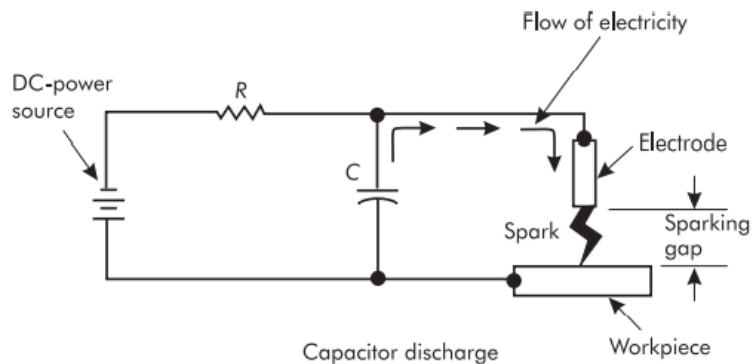 Flow of electricity
DC-power
source
R
C
Electrode
Spark
Sparking
gap
Workpiece
Capacitor discharge